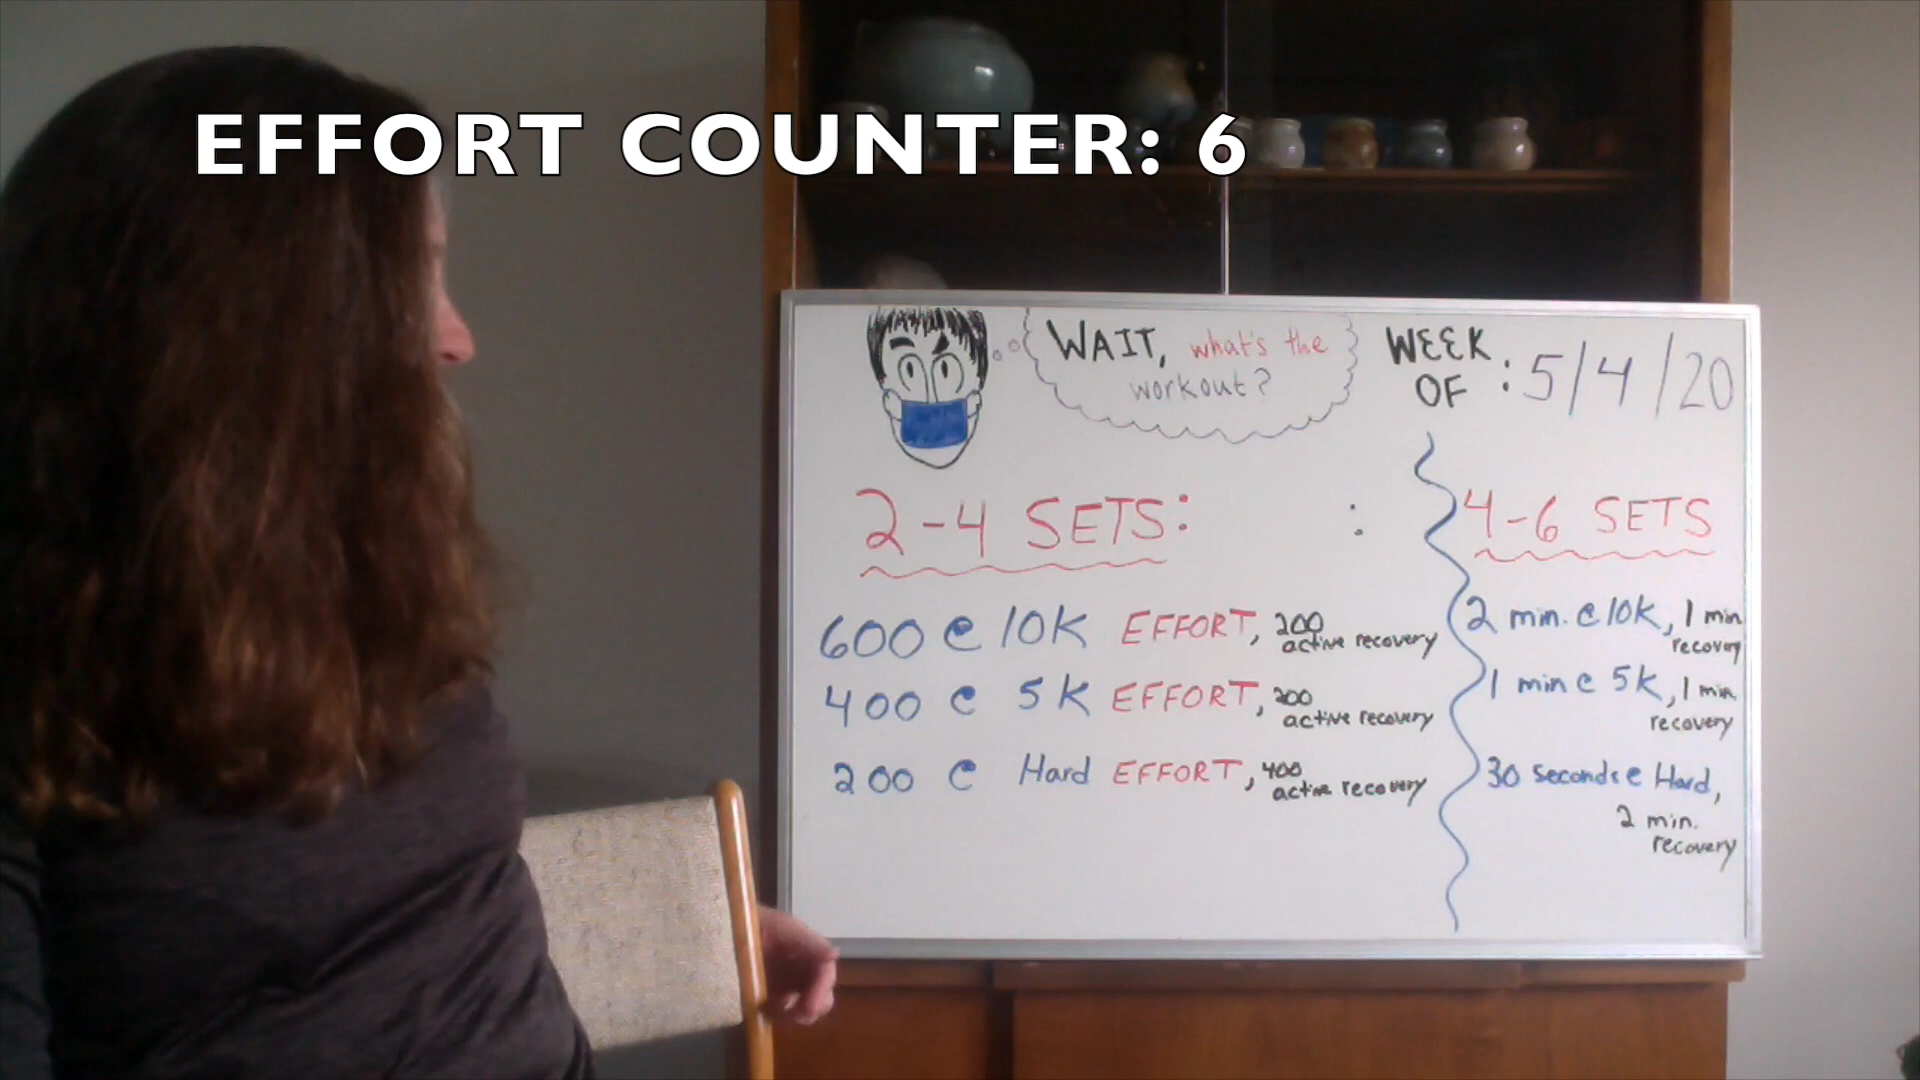 EFFORT COUNTER: 6
WAIT, what's the
workout?
WEEK
OF : 5/4/20
2-4 SETS: :
600 @ 10K EFFORT, 200
active recovery
400 @ 5K EFFORT, 200
active recovery
200 @ Hard EFFORT, 400
active recovery
4-6 SETS
2 min. @ 10K, 1 min
recovery
1 min @ 5K, 1 min.
recovery
30 seconds @ Hard,
2 min.
recovery